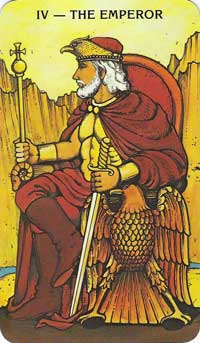 IV — THE EMPEROR